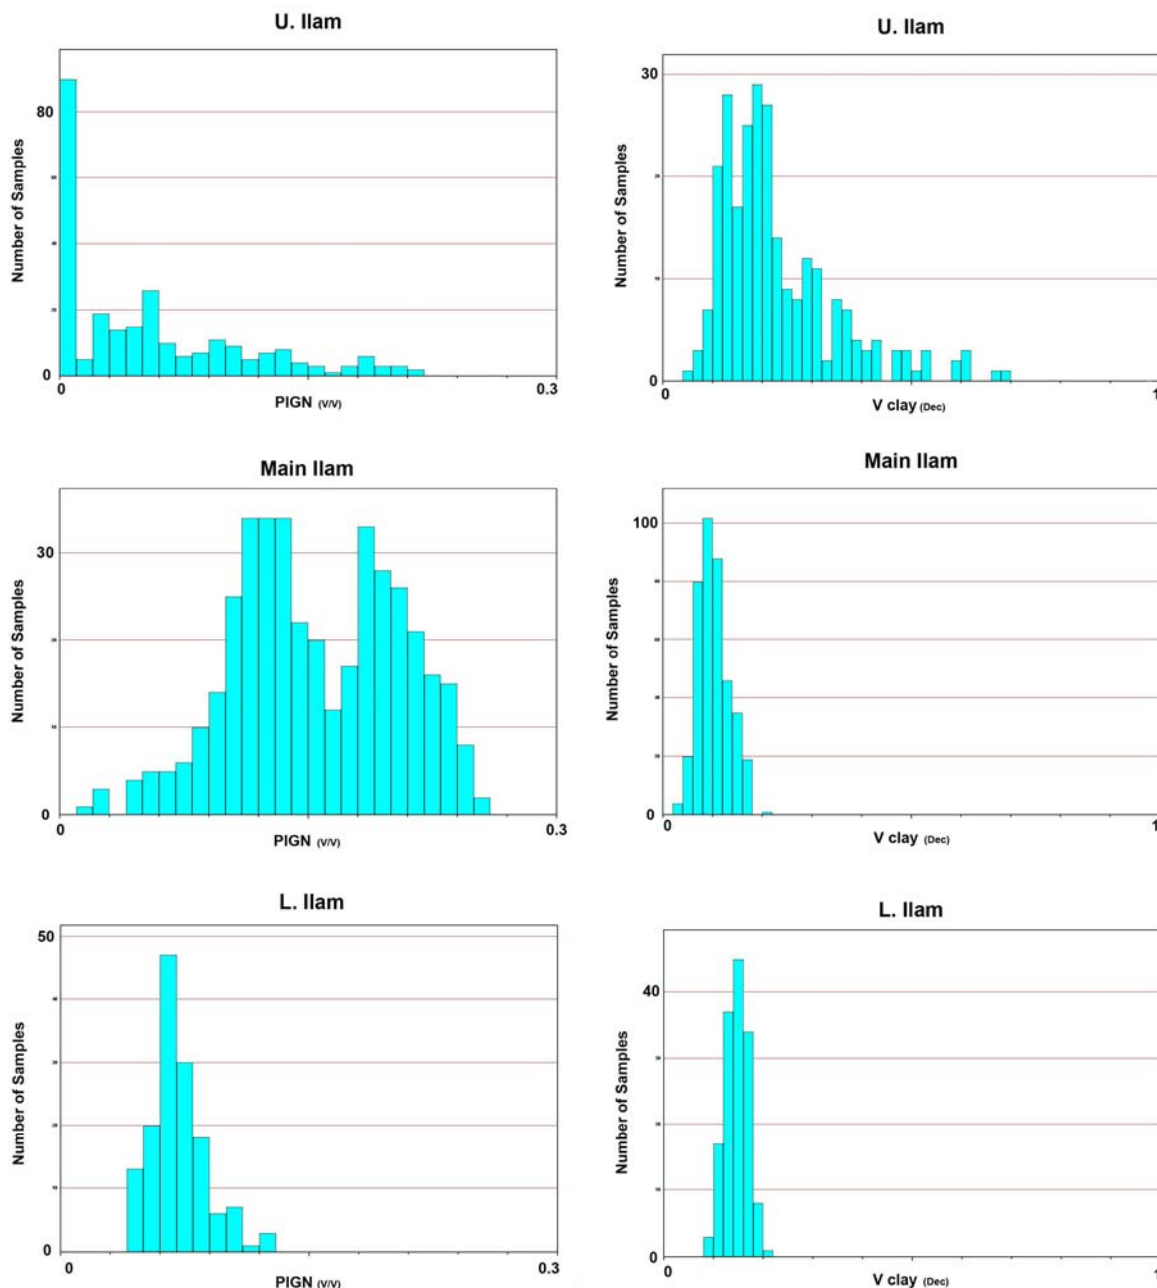 U. Ilam
80
0
Number of Samples
0
0.3
PIGN (V/V)
U. Ilam
30
0
Number of Samples
0
1
V clay (Dec)
Main Ilam
30
0
Number of Samples
0
0.3
PIGN (V/V)
Main Ilam
100
0
Number of Samples
0
1
V clay (Dec)
L. Ilam
50
0
Number of Samples
0
0.3
PIGN (V/V)
L. Ilam
40
0
Number of Samples
0
1
V clay (Dec)